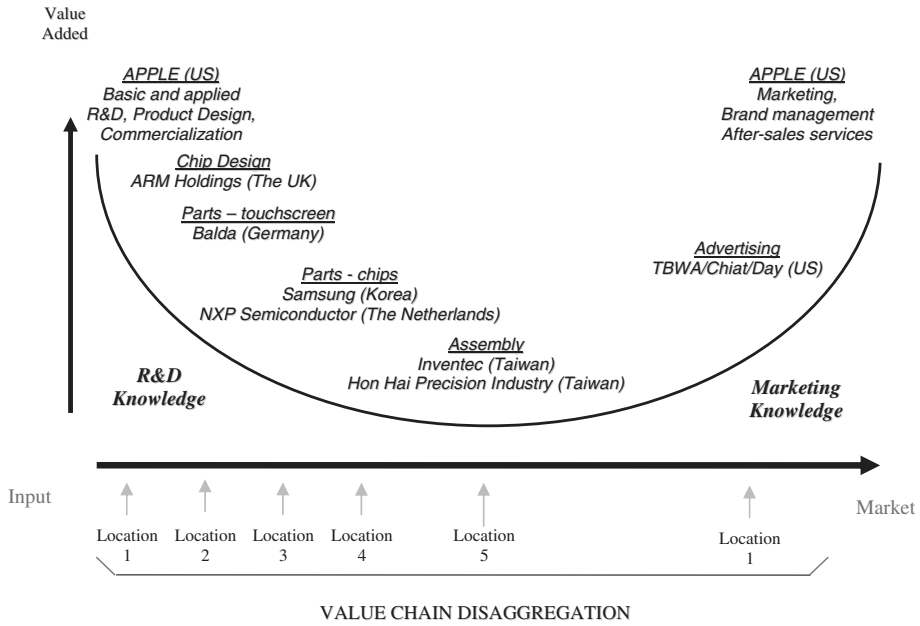 Value
Added
APPLE (US)
Basic and applied
R&D, Product Design,
Commercialization
Chip Design
ARM Holdings (The UK)
Parts – touchscreen
Balda (Germany)
Parts - chips
Samsung (Korea)
NXP Semiconductor (The Netherlands)
Assembly
Inventec (Taiwan)
Hon Hai Precision Industry (Taiwan)
APPLE (US)
Marketing,
Brand management
After-sales services
Advertising
TBWA/Chiat/Day (US)
R&D
Knowledge
Marketing
Knowledge
Input
Market
Location
1
Location
2
Location
3
Location
4
Location
5
Location
1
VALUE CHAIN DISAGGREGATION